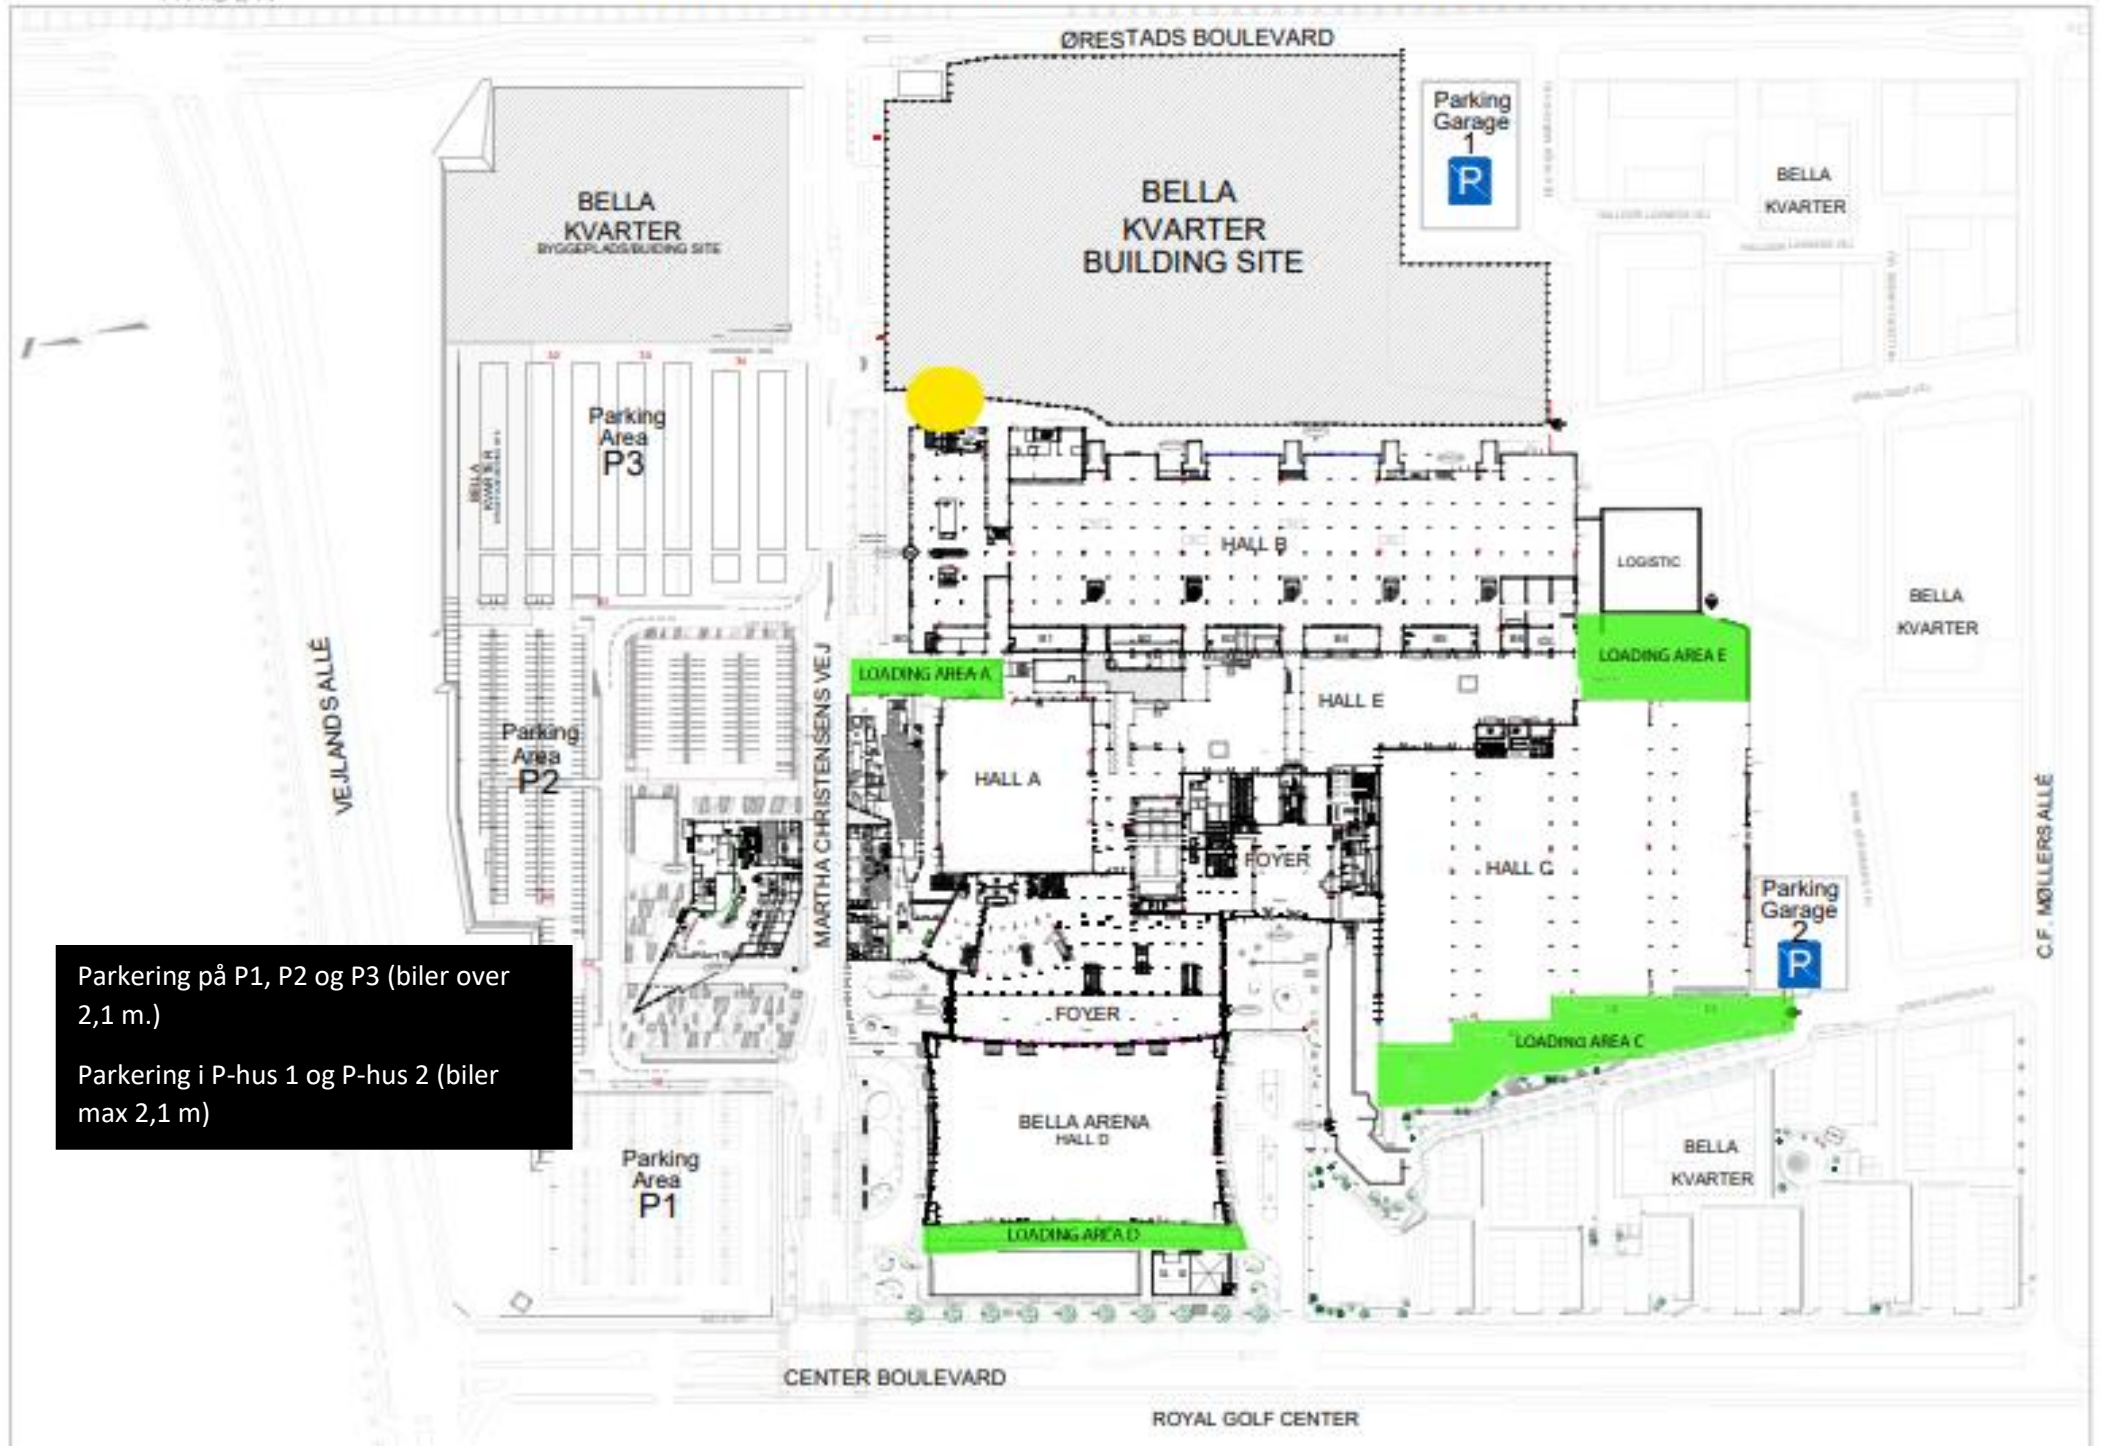 ØRESTADS BOULEVARD
Parking
Garage
1
P
BELLA
KVARTER
BYGGEPLADS/BUIDING SITE
BELLA
KVARTER
BUILDING SITE
BELLA
KVARTER
Parking
Area
P3
BELLA
KVARTER
HALL B
LOGISTIC
BELLA
KVARTER
LOADING AREA A
LOADING AREA E
HALL E
VEJLANDS ALLÉ
MARTHA CHRISTENSENS VEJ
Parking
Area
P2
HALL A
C.F. MØLLERS ALLÉ
FOYER
HALL C
Parking
Garage
2
P
Parkering på P1, P2 og P3 (biler over
2,1 m.)
Parkering i P-hus 1 og P-hus 2 (biler
max 2,1 m)
FOYER
LOADING AREA C
BELLA ARENA
HALL D
Parking
Area
P1
BELLA
KVARTER
LOADING AREA D
CENTER BOULEVARD
ROYAL GOLF CENTER